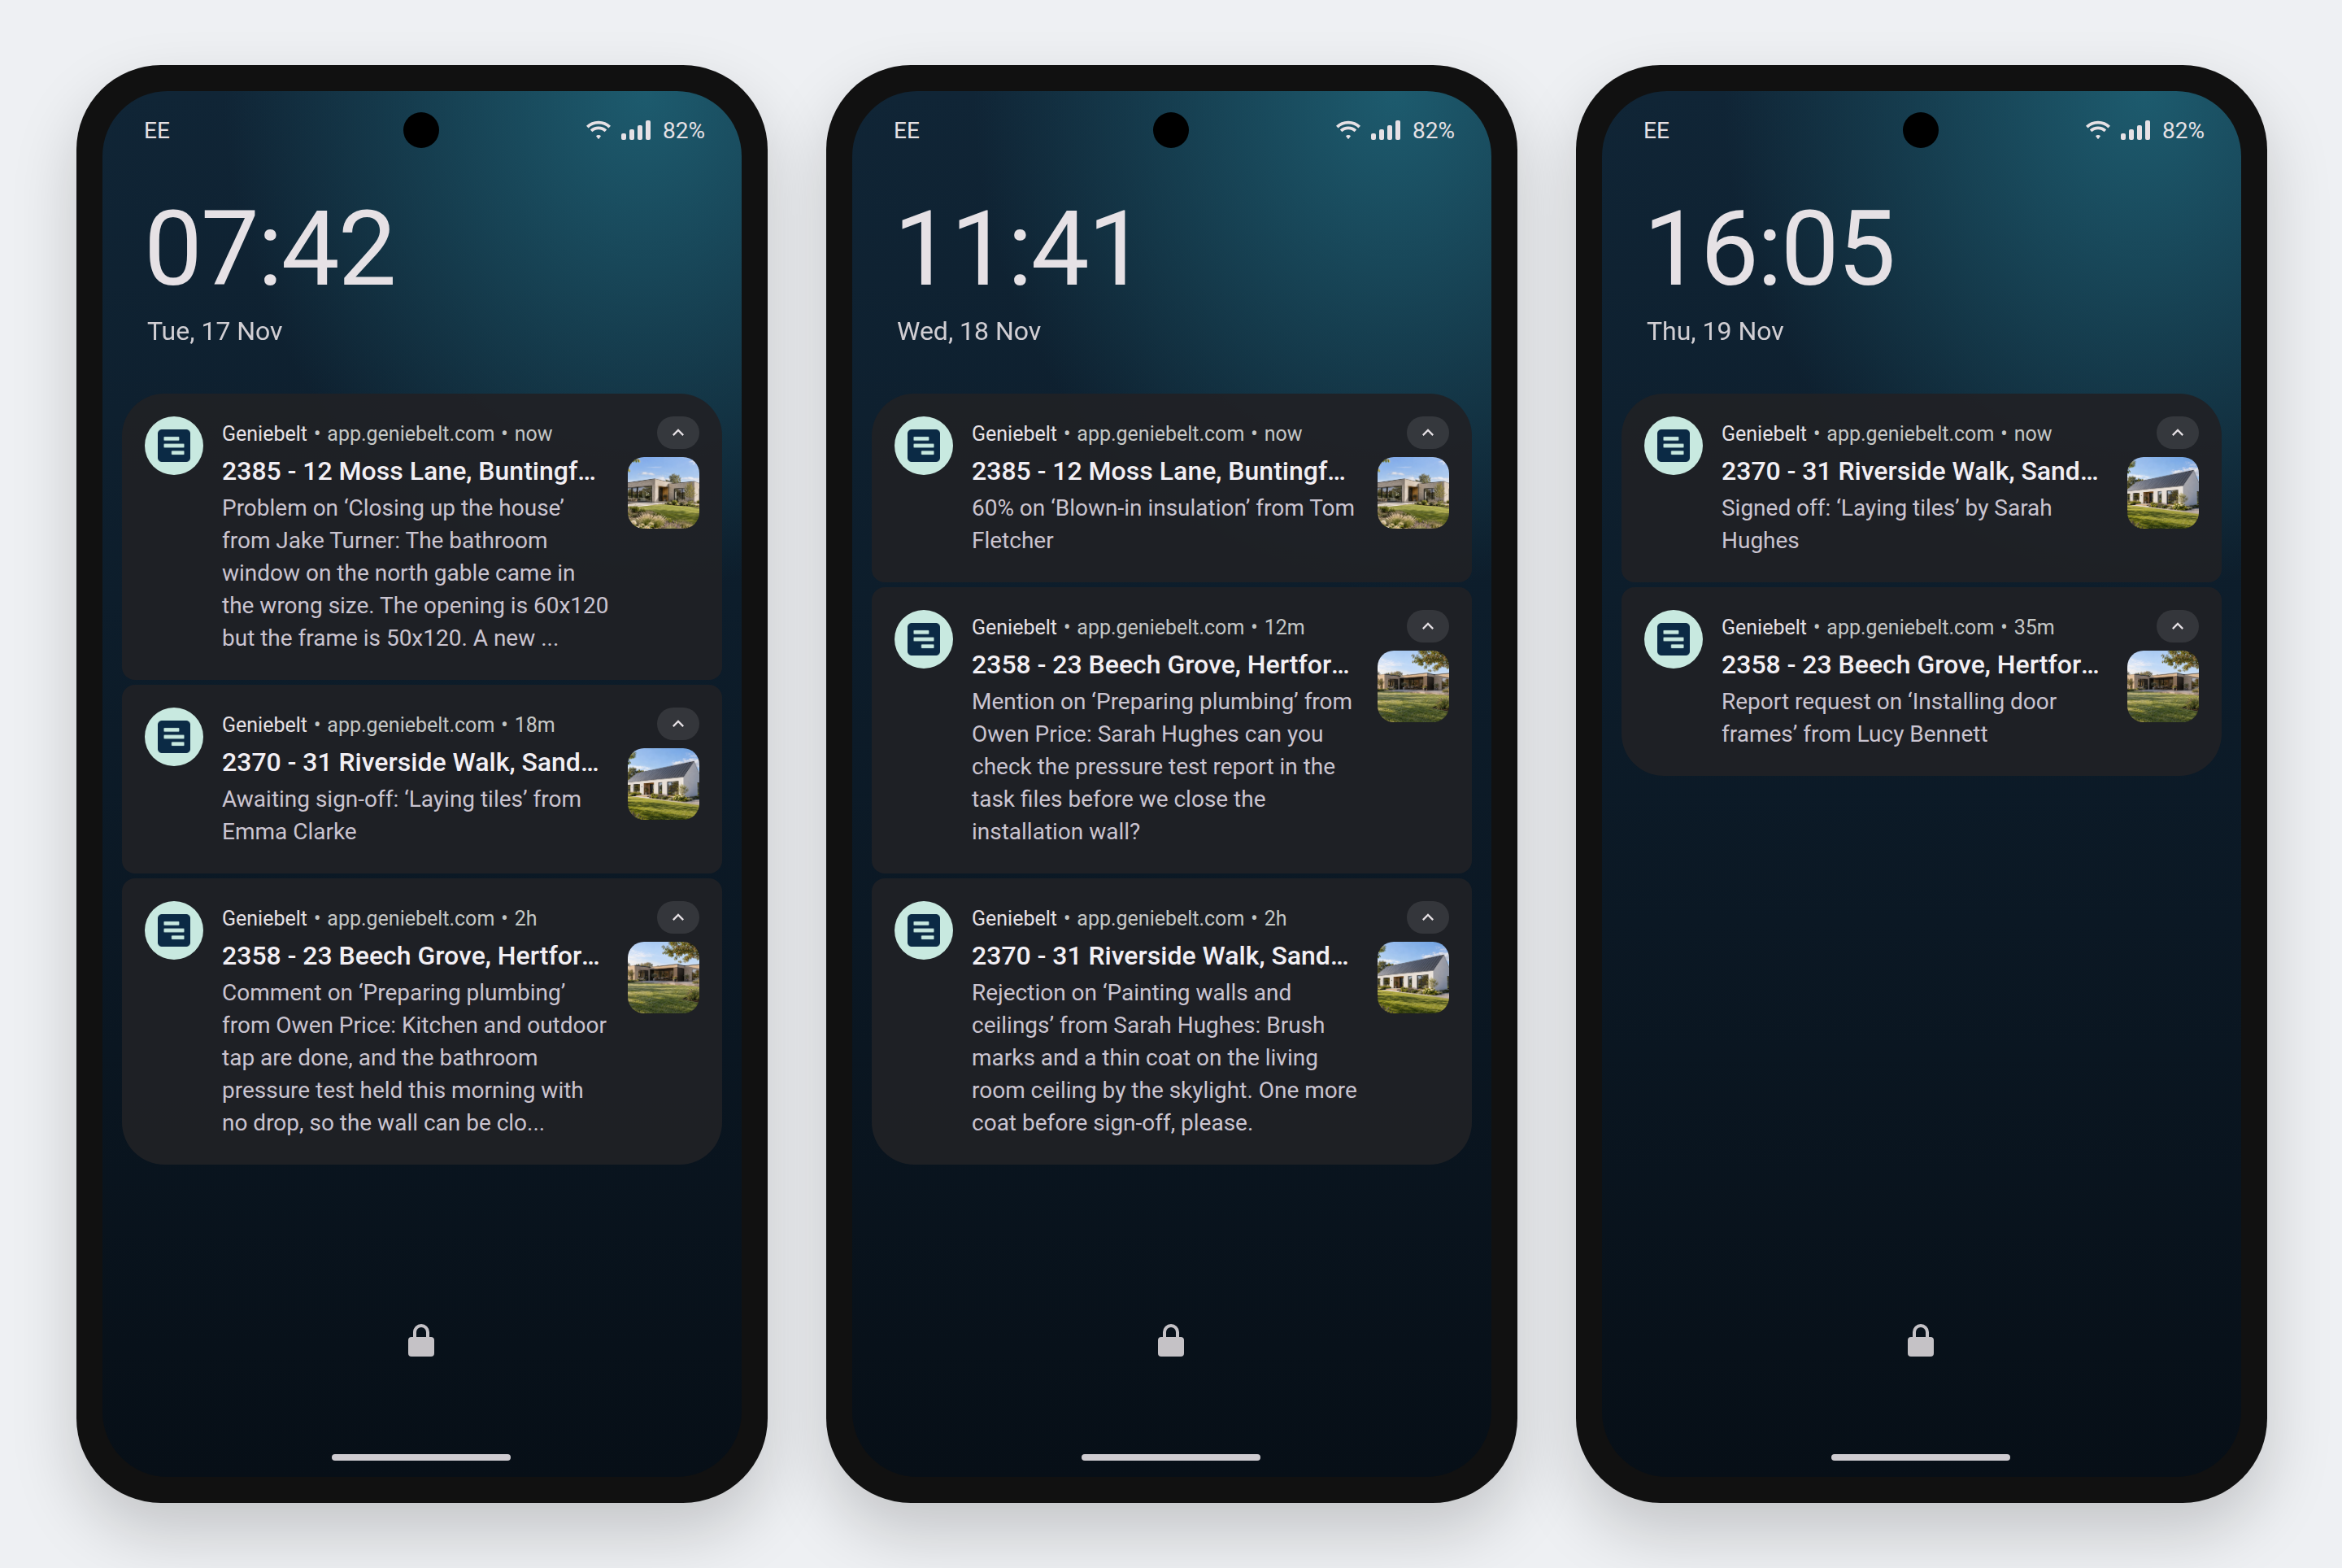 EE
82%
07:42
Tue, 17 Nov
Geniebelt • app.geniebelt.com • now
2385 - 12 Moss Lane, Buntingf...
Problem on ‘Closing up the house’
from Jake Turner: The bathroom
window on the north gable came in
the wrong size. The opening is 60x120
but the frame is 50x120. A new ...
Geniebelt • app.geniebelt.com • 18m
2370 - 31 Riverside Walk, Sand...
Awaiting sign-off: ‘Laying tiles’ from
Emma Clarke
Geniebelt • app.geniebelt.com • 2h
2358 - 23 Beech Grove, Hertfor...
Comment on ‘Preparing plumbing’
from Owen Price: Kitchen and outdoor
tap are done, and the bathroom
pressure test held this morning with
no drop, so the wall can be clo...
EE
82%
11:41
Wed, 18 Nov
Geniebelt • app.geniebelt.com • now
2385 - 12 Moss Lane, Buntingf...
60% on ‘Blown-in insulation’ from Tom
Fletcher
Geniebelt • app.geniebelt.com • 12m
2358 - 23 Beech Grove, Hertfor...
Mention on ‘Preparing plumbing’ from
Owen Price: Sarah Hughes can you
check the pressure test report in the
task files before we close the
installation wall?
Geniebelt • app.geniebelt.com • 2h
2370 - 31 Riverside Walk, Sand...
Rejection on ‘Painting walls and
ceilings’ from Sarah Hughes: Brush
marks and a thin coat on the living
room ceiling by the skylight. One more
coat before sign-off, please.
EE
82%
16:05
Thu, 19 Nov
Geniebelt • app.geniebelt.com • now
2370 - 31 Riverside Walk, Sand...
Signed off: ‘Laying tiles’ by Sarah
Hughes
Geniebelt • app.geniebelt.com • 35m
2358 - 23 Beech Grove, Hertfor...
Report request on ‘Installing door
frames’ from Lucy Bennett